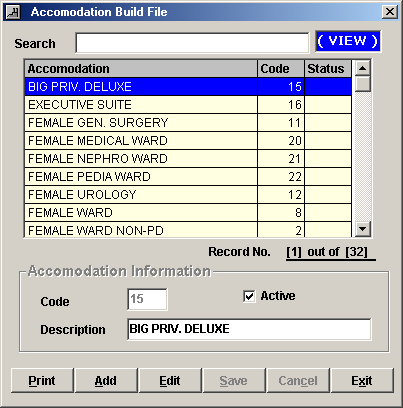 Accomodation Build File
Search ( VIEW )
Accomodation Code Status
BIG PRIV. DELUXE 15
EXECUTIVE SUITE 16
FEMALE GEN. SURGERY 11
FEMALE MEDICAL WARD 20
FEMALE NEPHRO WARD 21
FEMALE PEDIA WARD 22
FEMALE UROLOGY 12
FEMALE WARD 8
FEMALE WARD NON-PD 2
Record No. [1] out of [32]
Accomodation Information
Code 15 Active
Description BIG PRIV. DELUXE
Print Add Edit Save Cancel Exit